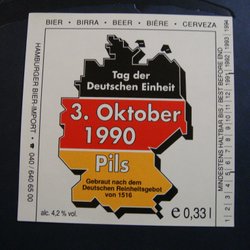 BIER • BIRRA • BEER • BIÈRE • CERVEZA
HAMBURGER BIER-IMPORT • ☎ 040 / 640 65 00
Tag der
Deutschen Einheit
3. Oktober
1990
Pils
Gebraut nach dem
Deutschen Reinheitsgebot
von 1516
alc. 4,2 % vol.
e 0,33 l
MINDESTENS HALTBAR BIS · BEST BEFORE END
1 2 3 4 5 6 7 8 9 10 11 12 1991 1992 1993 1994